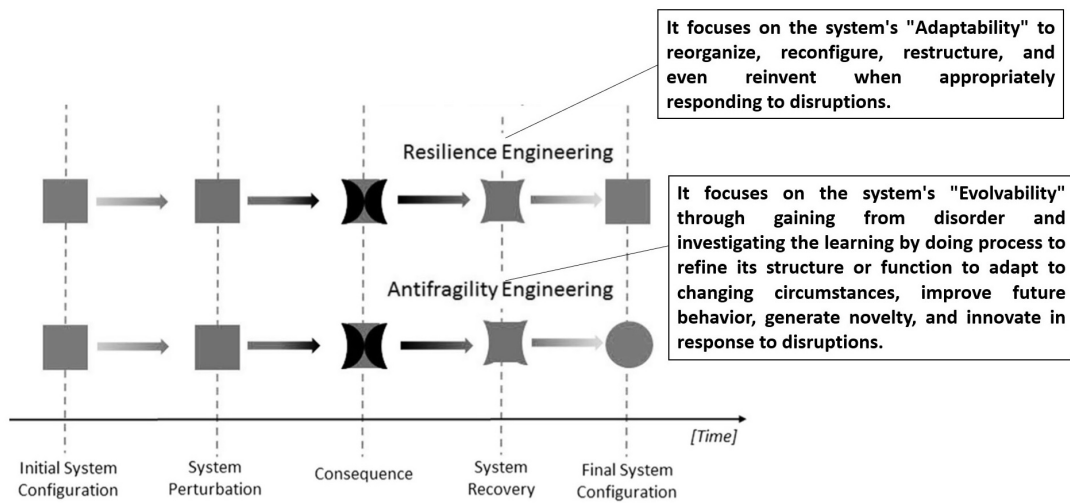 It focuses on the system's "Adaptability" to
reorganize, reconfigure, restructure, and
even reinvent when appropriately
responding to disruptions.
Resilience Engineering
It focuses on the system's "Evolvability"
through gaining from disorder and
investigating the learning by doing process to
refine its structure or function to adapt to
changing circumstances, improve future
behavior, generate novelty, and innovate in
response to disruptions.
Antifragility Engineering
[Time]
Initial System
Configuration
System
Perturbation
Consequence
System
Recovery
Final System
Configuration